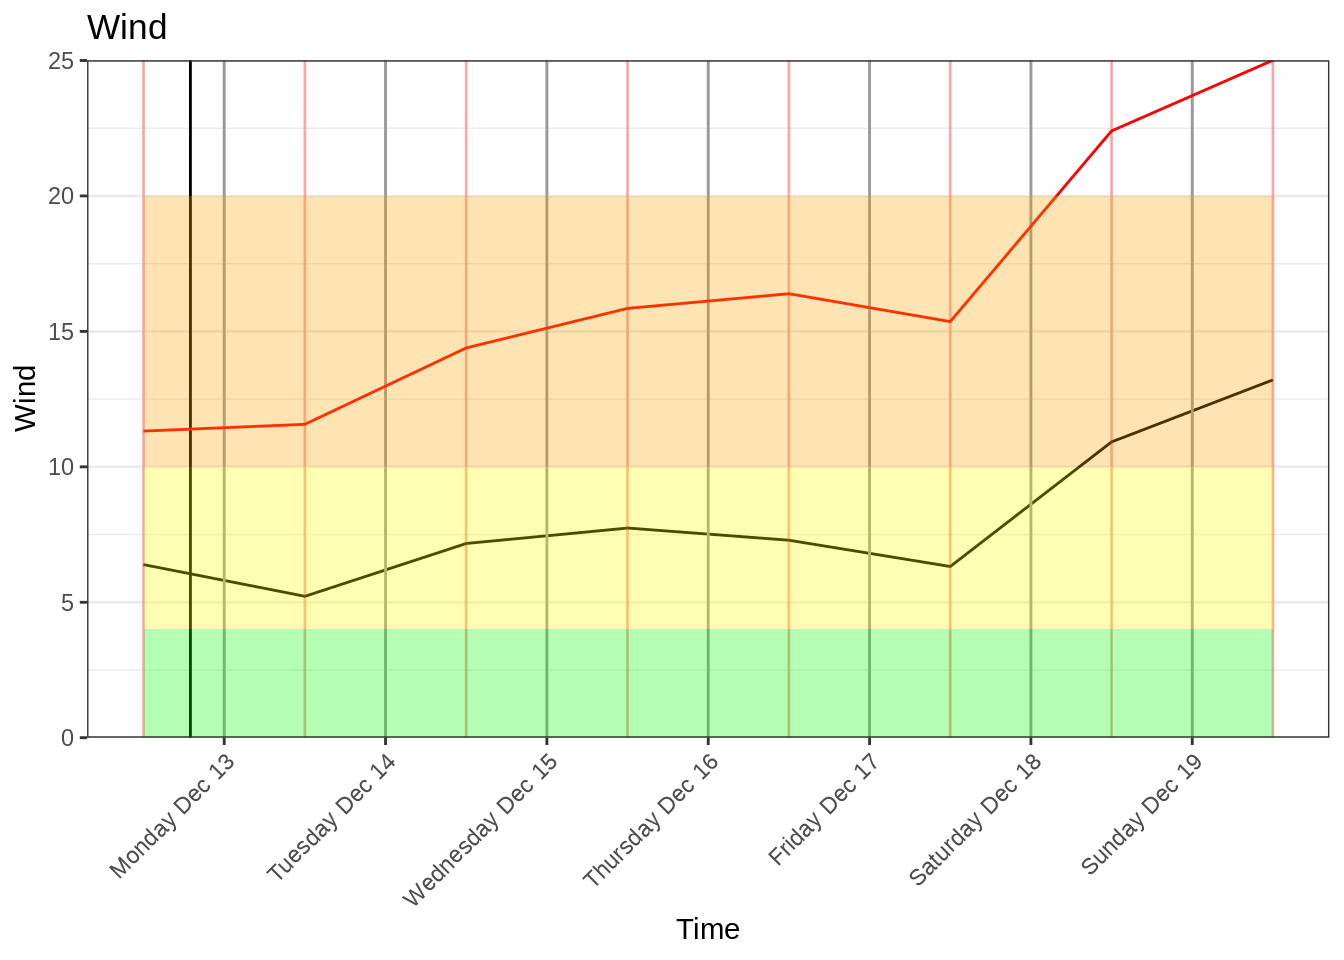 Wind
25
20
15
10
5
0
Wind
Monday Dec 13
Tuesday Dec 14
Wednesday Dec 15
Thursday Dec 16
Friday Dec 17
Saturday Dec 18
Sunday Dec 19
Time